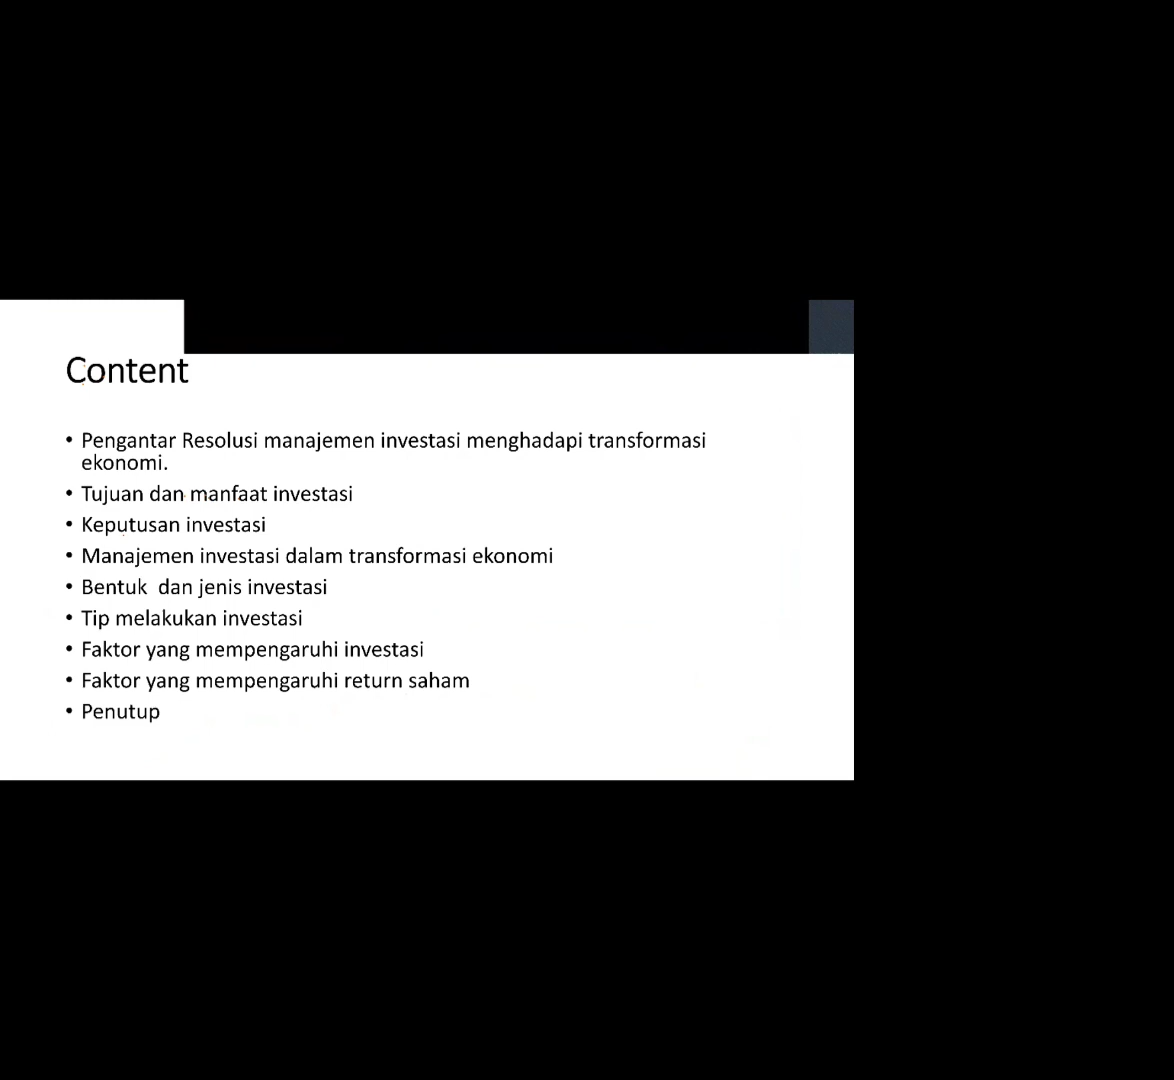 Content
• Pengantar Resolusi manajemen investasi menghadapi transformasi
ekonomi.
• Tujuan dan manfaat investasi
• Keputusan investasi
• Manajemen investasi dalam transformasi ekonomi
• Bentuk  dan jenis investasi
• Tip melakukan investasi
• Faktor yang mempengaruhi investasi
• Faktor yang mempengaruhi return saham
• Penutup